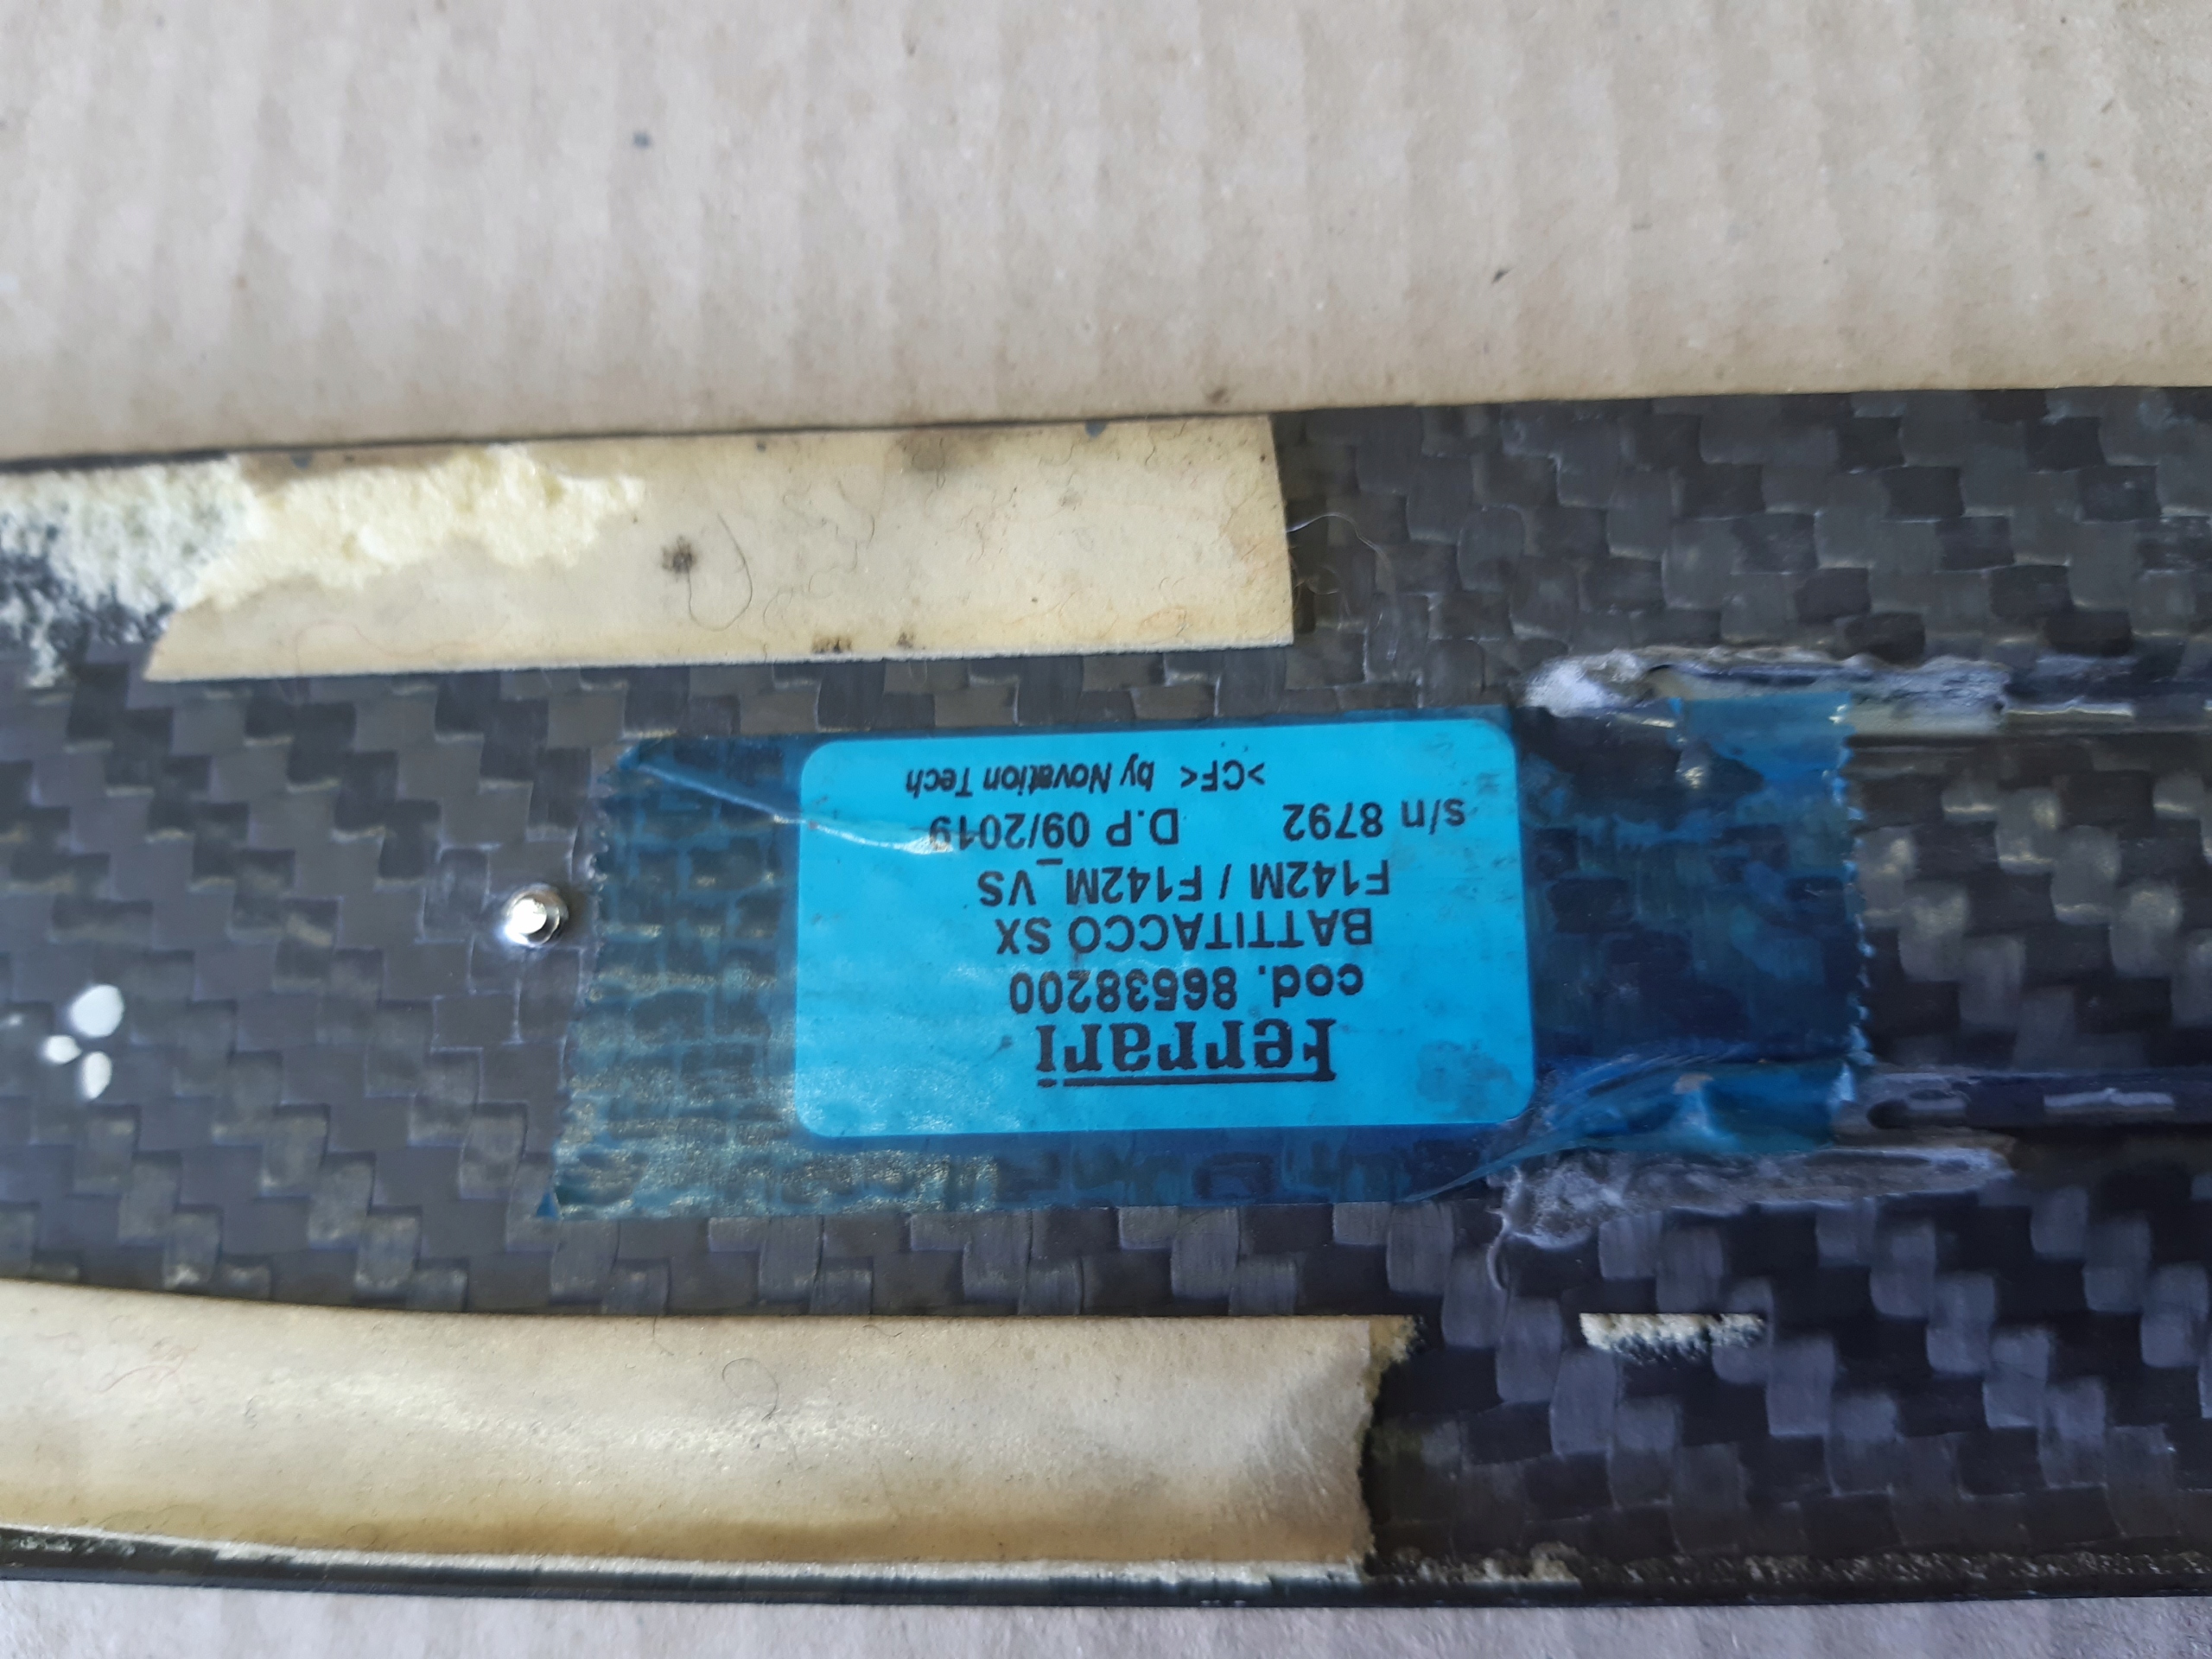 Ferrari
cod. 86538200
BATTITACCO SX
F142M / F142M_VS
s/n 8792 D.P 09/2019
>CF< by Novation Tech